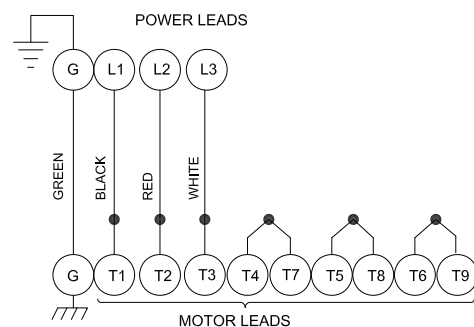 POWER LEADS
G L1 L2 L3
GREEN
BLACK
RED
WHITE
G T1 T2 T3 T4 T7 T5 T8 T6 T9
MOTOR LEADS